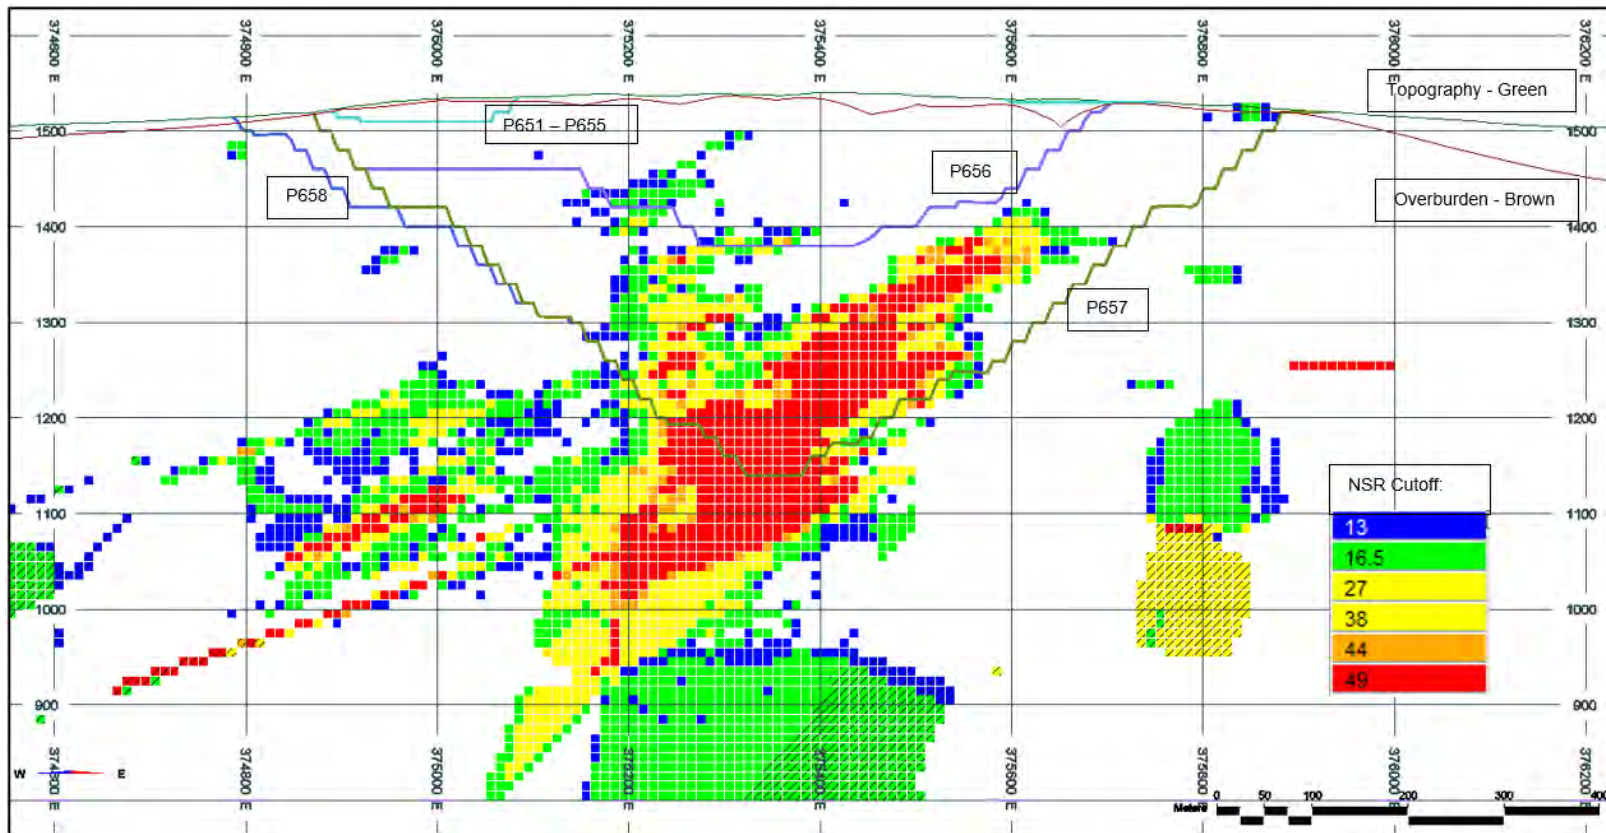 374600 E 374800 E 375000 E 375200 E 375400 E 375600 E 375800 E 376000 E 376200 E
Topography - Green
P651 – P655
1500 1500
P656
P658
Overburden - Brown
1400 1400
P657
1300 1300
1200 1200
NSR Cutoff:
1100 1100
13
16.5
27
1000 1000
38
44
49
900 900
W E
374600 E 374800 E 375000 E 375200 E 375400 E 375600 E 375800 E 376000 E 376200 E
Meters 0 50 100 200 300 400